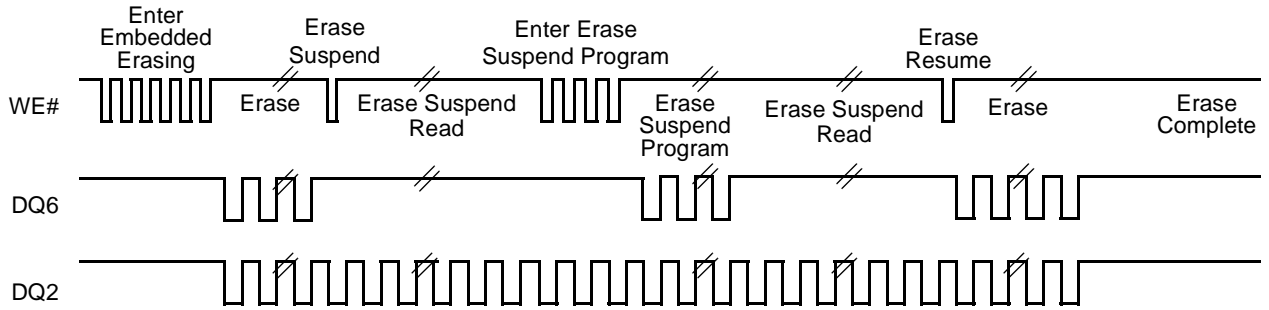 Enter
Embedded
Erasing
Erase
Suspend
Enter Erase
Suspend Program
Erase
Resume
WE#
Erase
Erase Suspend
Read
Erase
Suspend
Program
Erase Suspend
Read
Erase
Erase
Complete
DQ6
DQ2